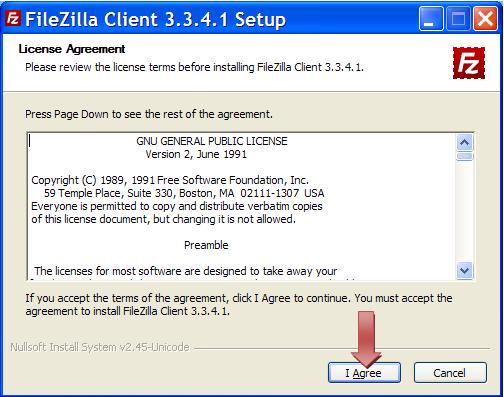 FileZilla Client 3.3.4.1 Setup
License Agreement
Please review the license terms before installing FileZilla Client 3.3.4.1.
Fz
Press Page Down to see the rest of the agreement.
GNU GENERAL PUBLIC LICENSE
Version 2, June 1991
Copyright (C) 1989, 1991 Free Software Foundation, Inc.
59 Temple Place, Suite 330, Boston, MA 02111-1307 USA
Everyone is permitted to copy and distribute verbatim copies
of this license document, but changing it is not allowed.
Preamble
The licenses for most software are designed to take away your
If you accept the terms of the agreement, click I Agree to continue. You must accept the
agreement to install FileZilla Client 3.3.4.1.
Nullsoft Install System v2.45-Unicode
I Agree
Cancel